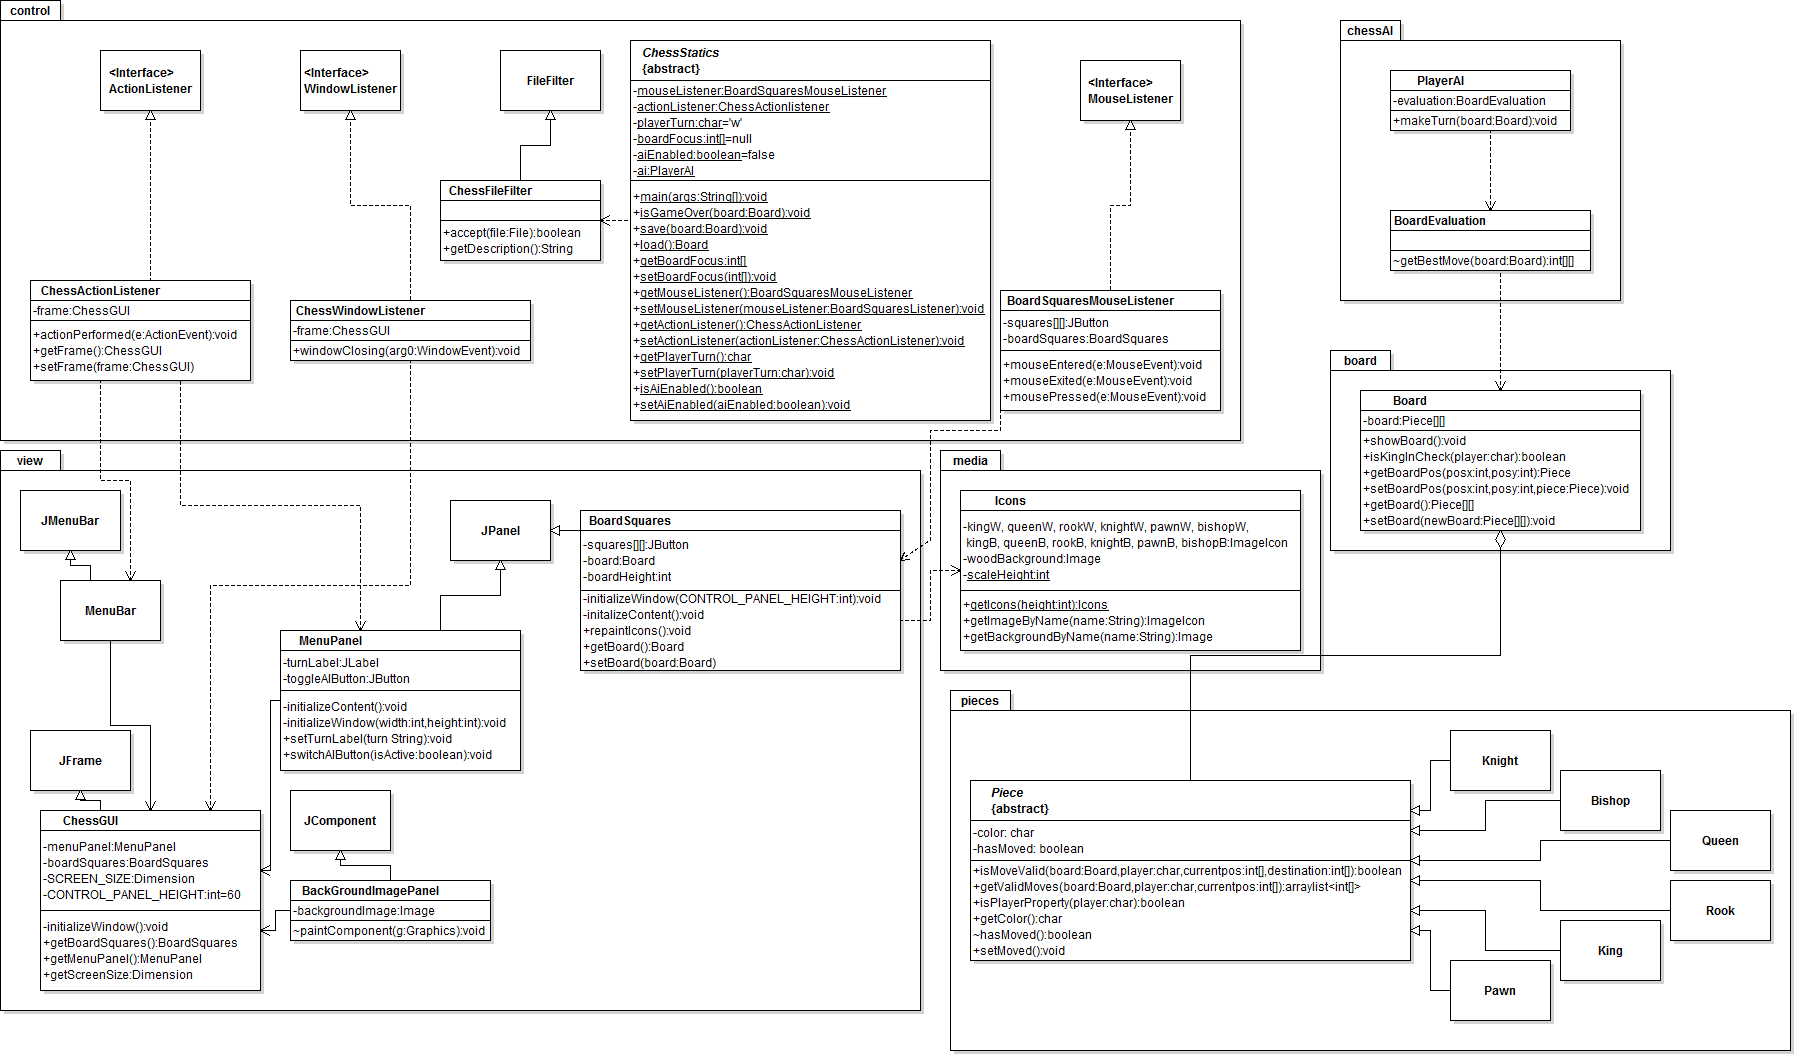 control
<Interface>
ActionListener
<Interface>
WindowListener
FileFilter
ChessStatics
{abstract}
-mouseListener:BoardSquaresMouseListener
-actionListener:ChessActionlistener
-playerTurn:char='w'
-boardFocus:int[]=null
-aiEnabled:boolean=false
-ai:PlayerAI
+main(args:String[]):void
+isGameOver(board:Board):void
+save(board:Board):void
+load():Board
+getBoardFocus:int[]
+setBoardFocus(int[]):void
+getMouseListener():BoardSquaresMouseListener
+setMouseListener(mouseListener:BoardSquaresListener):void
+getActionListener():ChessActionListener
+setActionListener(actionListener:ChessActionListener):void
+getPlayerTurn():char
+setPlayerTurn(playerTurn:char):void
+isAiEnabled():boolean
+setAiEnabled(aiEnabled:boolean):void
<Interface>
MouseListener
ChessFileFilter
+accept(file:File):boolean
+getDescription():String
ChessActionListener
-frame:ChessGUI
+actionPerformed(e:ActionEvent):void
+getFrame():ChessGUI
+setFrame(frame:ChessGUI)
ChessWindowListener
-frame:ChessGUI
+windowClosing(arg0:WindowEvent):void
BoardSquaresMouseListener
-squares[][]:JButton
-boardSquares:BoardSquares
+mouseEntered(e:MouseEvent):void
+mouseExited(e:MouseEvent):void
+mousePressed(e:MouseEvent):void
chessAI
PlayerAI
-evaluation:BoardEvaluation
+makeTurn(board:Board):void
BoardEvaluation
~getBestMove(board:Board):int[][]
board
Board
-board:Piece[][]
+showBoard():void
+isKingInCheck(player:char):boolean
+getBoardPos(posx:int,posy:int):Piece
+setBoardPos(posx:int,posy:int,piece:Piece):void
+getBoard():Piece[][]
+setBoard(newBoard:Piece[][]):void
view
JMenuBar
MenuBar
JPanel
BoardSquares
-squares[][]:JButton
-board:Board
-boardHeight:int
-initializeWindow(CONTROL_PANEL_HEIGHT:int):void
-initalizeContent():void
+repaintIcons():void
+getBoard():Board
+setBoard(board:Board)
MenuPanel
-turnLabel:JLabel
-toggleAIButton:JButton
-initializeContent():void
-initializeWindow(width:int,height:int):void
+setTurnLabel(turn String):void
+switchAIButton(isActive:boolean):void
JFrame
ChessGUI
-menuPanel:MenuPanel
-boardSquares:BoardSquares
-SCREEN_SIZE:Dimension
-CONTROL_PANEL_HEIGHT:int=60
-initializeWindow():void
+getBoardSquares():BoardSquares
+getMenuPanel():MenuPanel
+getScreenSize:Dimension
JComponent
BackGroundImagePanel
-backgroundImage:Image
~paintComponent(g:Graphics):void
media
Icons
-kingW, queenW, rookW, knightW, pawnW, bishopW,
kingB, queenB, rookB, knightB, pawnB, bishopB:ImageIcon
-woodBackground:Image
-scaleHeight:int
+getIcons(height:int):Icons
+getImageByName(name:String):ImageIcon
+getBackgroundByName(name:String):Image
pieces
Piece
{abstract}
-color: char
-hasMoved: boolean
+isMoveValid(board:Board,player:char,currentpos:int[],destination:int[]):boolean
+getValidMoves(board:Board,player:char,currentpos:int[]):arraylist<int[]>
+isPlayerProperty(player:char):boolean
+getColor():char
~hasMoved():boolean
+setMoved():void
Knight
Bishop
Queen
Rook
King
Pawn